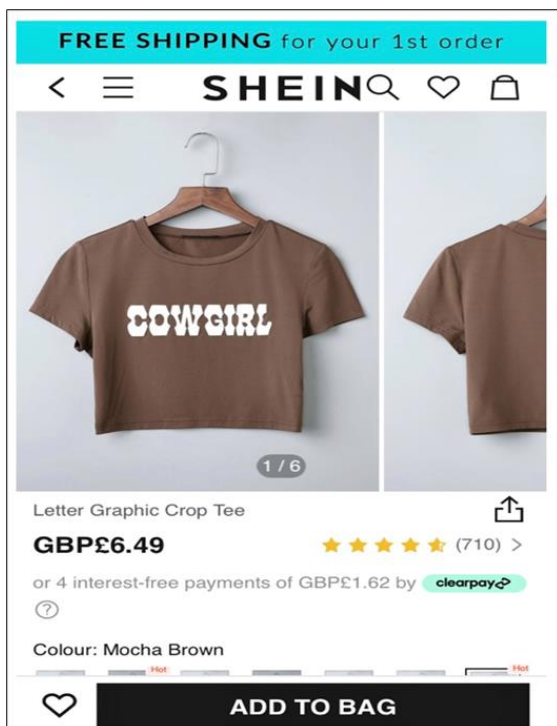 FREE SHIPPING for your 1st order
SHEIN
COWGIRL
1 / 6
Letter Graphic Crop Tee
GBP£6.49
(710) >
or 4 interest-free payments of GBP£1.62 by clearpay
?
Colour: Mocha Brown
Hot
Hot
ADD TO BAG